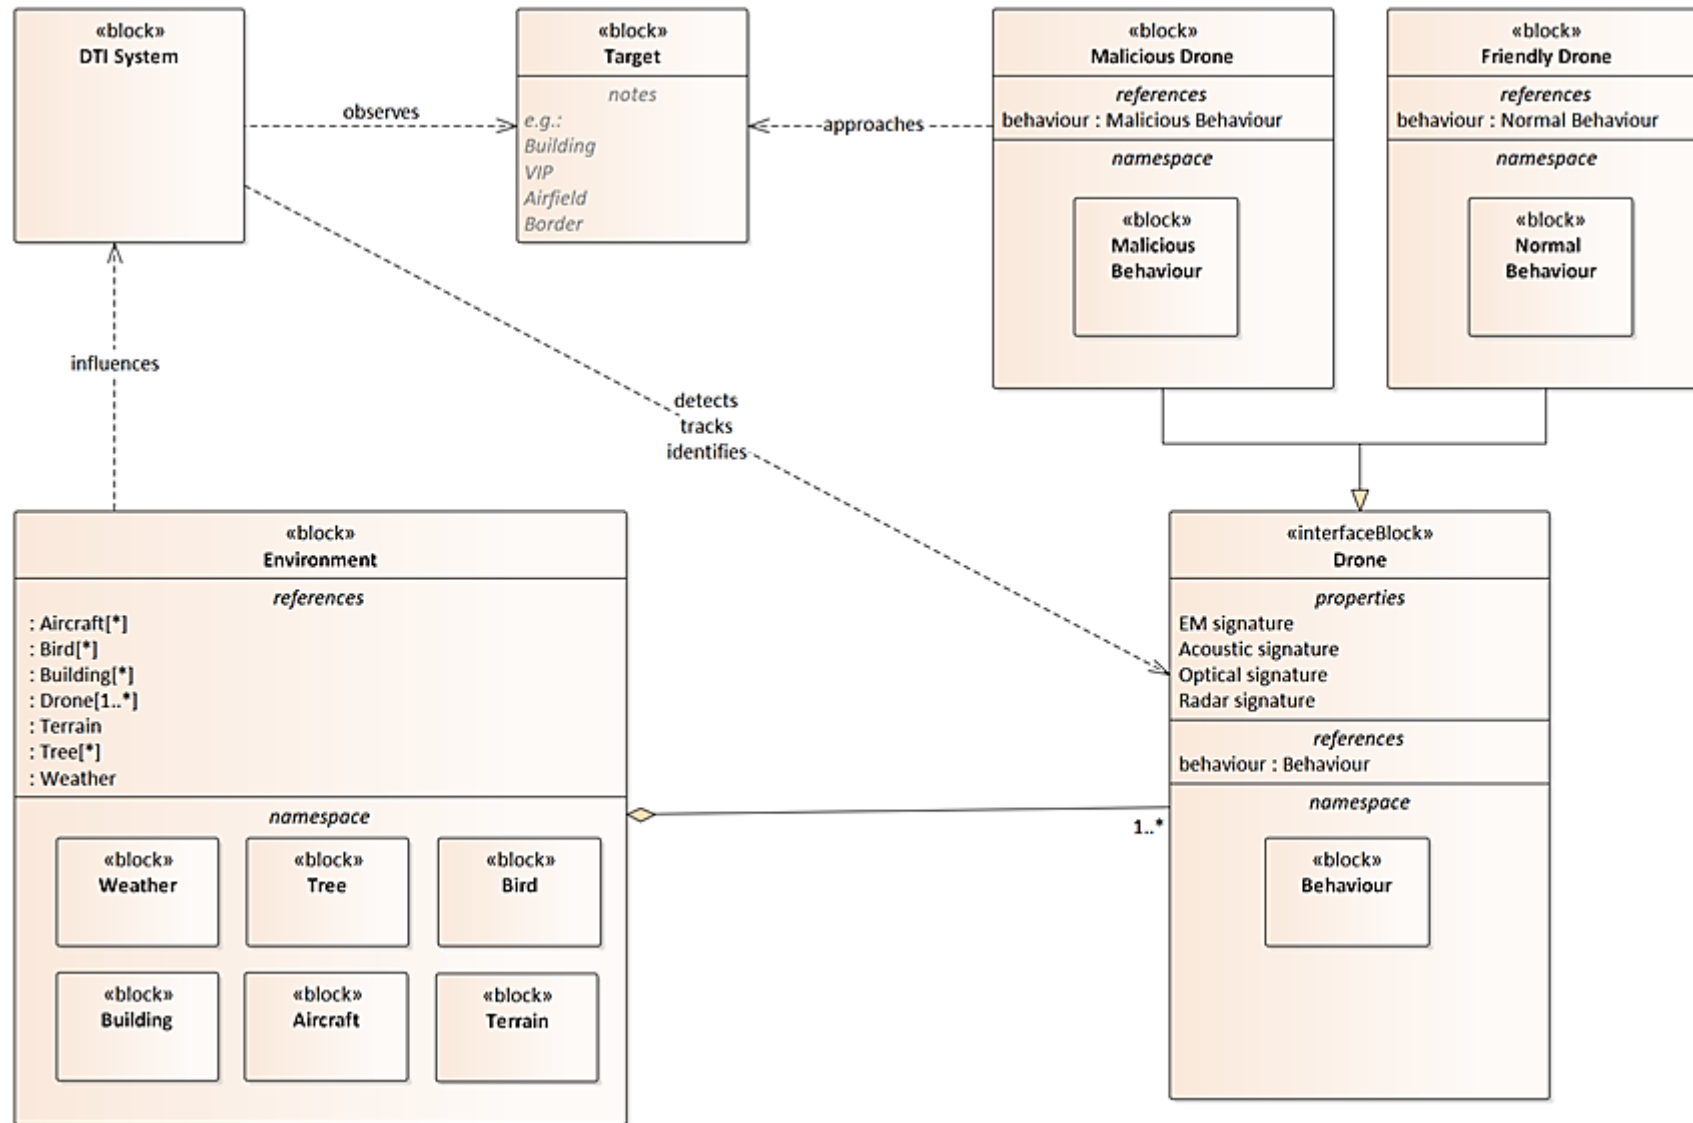 «block»
DTI System
«block»
Target
notes
e.g.:
Building
VIP
Airfield
Border
«block»
Malicious Drone
references
behaviour : Malicious Behaviour
namespace
«block»
Malicious
Behaviour
«block»
Friendly Drone
references
behaviour : Normal Behaviour
namespace
«block»
Normal
Behaviour
observes
approaches
influences
detects
tracks
identifies
«block»
Environment
references
: Aircraft[*]
: Bird[*]
: Building[*]
: Drone[1..*]
: Terrain
: Tree[*]
: Weather
namespace
«block»
Weather
«block»
Tree
«block»
Bird
«block»
Building
«block»
Aircraft
«block»
Terrain
1..*
«interfaceBlock»
Drone
properties
EM signature
Acoustic signature
Optical signature
Radar signature
references
behaviour : Behaviour
namespace
«block»
Behaviour